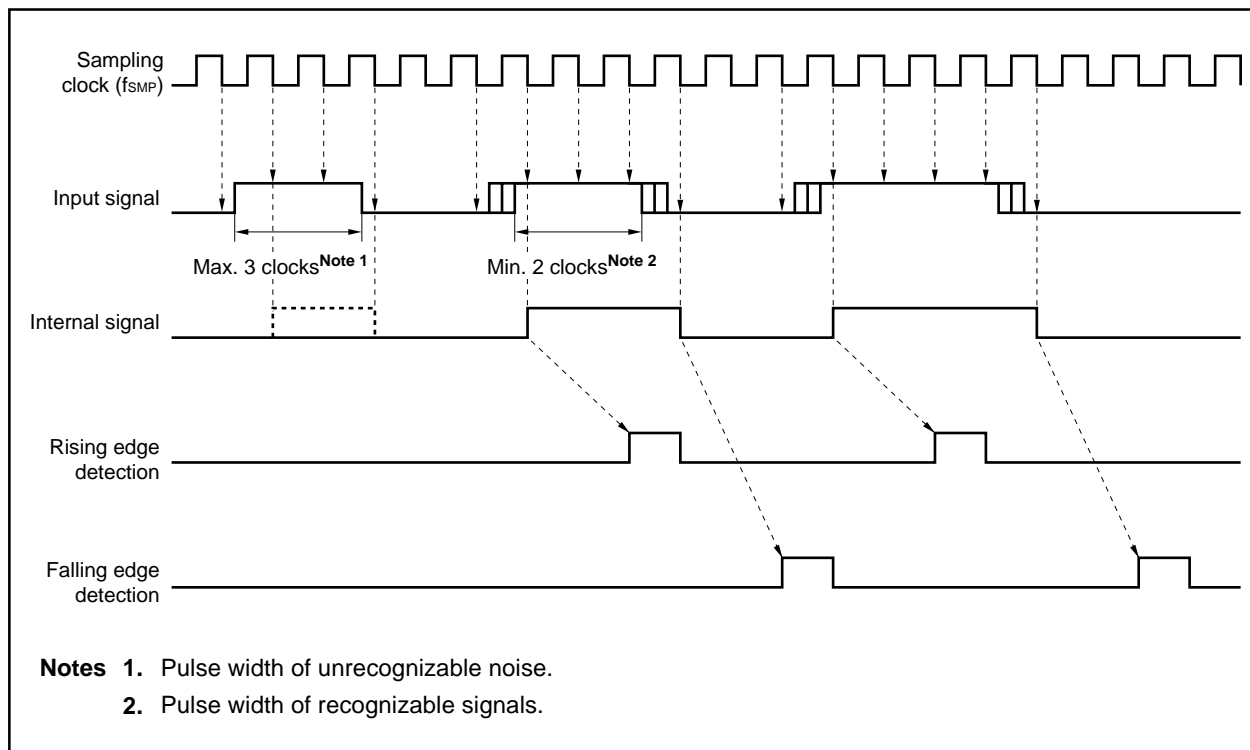 Sampling
clock (fSMP)
Input signal
Max. 3 clocksNote 1
Min. 2 clocksNote 2
Internal signal
Rising edge
detection
Falling edge
detection
Notes 1. Pulse width of unrecognizable noise.
2. Pulse width of recognizable signals.